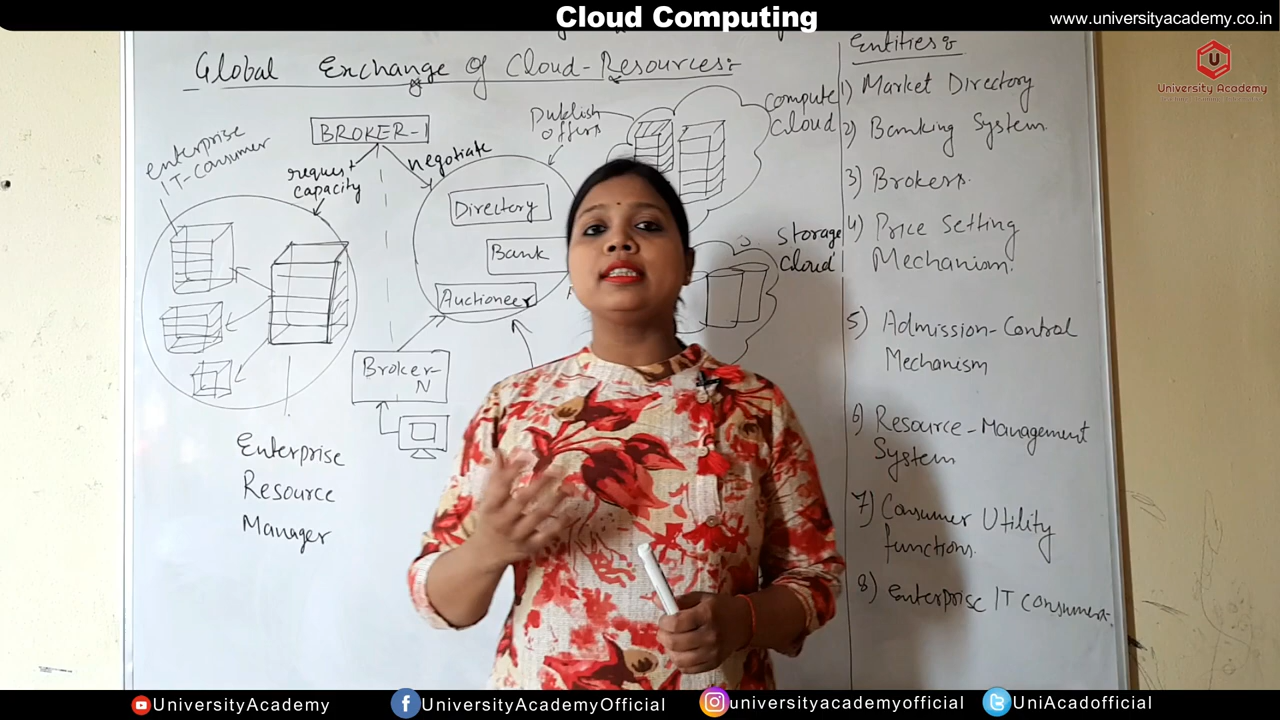 Cloud Computing
www.universityacademy.co.in
University Academy
Global Exchange of Cloud-Resources:-
enterprise
IT-consumer
BROKER-1
request
capacity
negotiate
Publish
offers
compute
cloud
Directory
Bank
Auctioneer
storage
cloud
Broker-
N
Enterprise
Resource
Manager
Entities:
1) Market Directory
2) Banking System.
3) Brokers.
4) Price Setting
Mechanism.
5) Admission-Control
Mechanism
6) Resource-Management
System
7) Consumer Utility
functions.
8) Enterprise IT consumer.
UniversityAcademy
UniversityAcademyOfficial
universityacademyofficial
UniAcadofficial